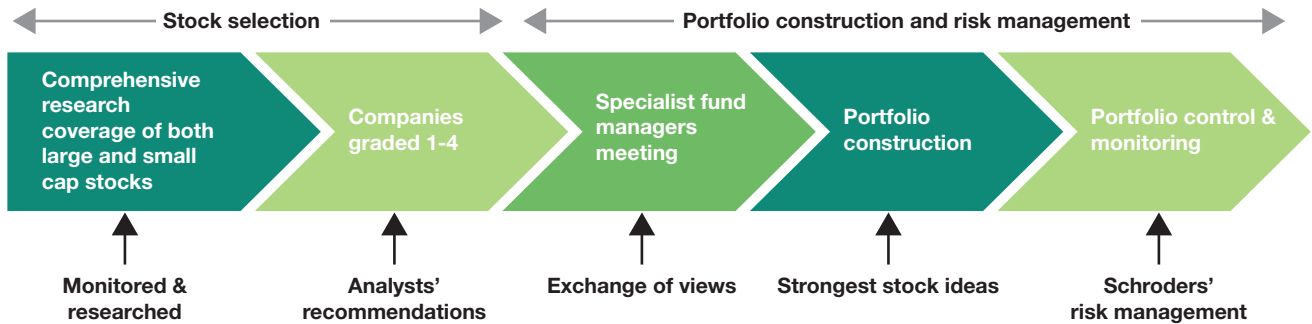 Stock selection
Portfolio construction and risk management
Comprehensive
research
coverage of both
large and small
cap stocks
Companies
graded 1-4
Specialist fund
managers
meeting
Portfolio
construction
Portfolio control &
monitoring
Monitored &
researched
Analysts’
recommendations
Exchange of views
Strongest stock ideas
Schroders’
risk management